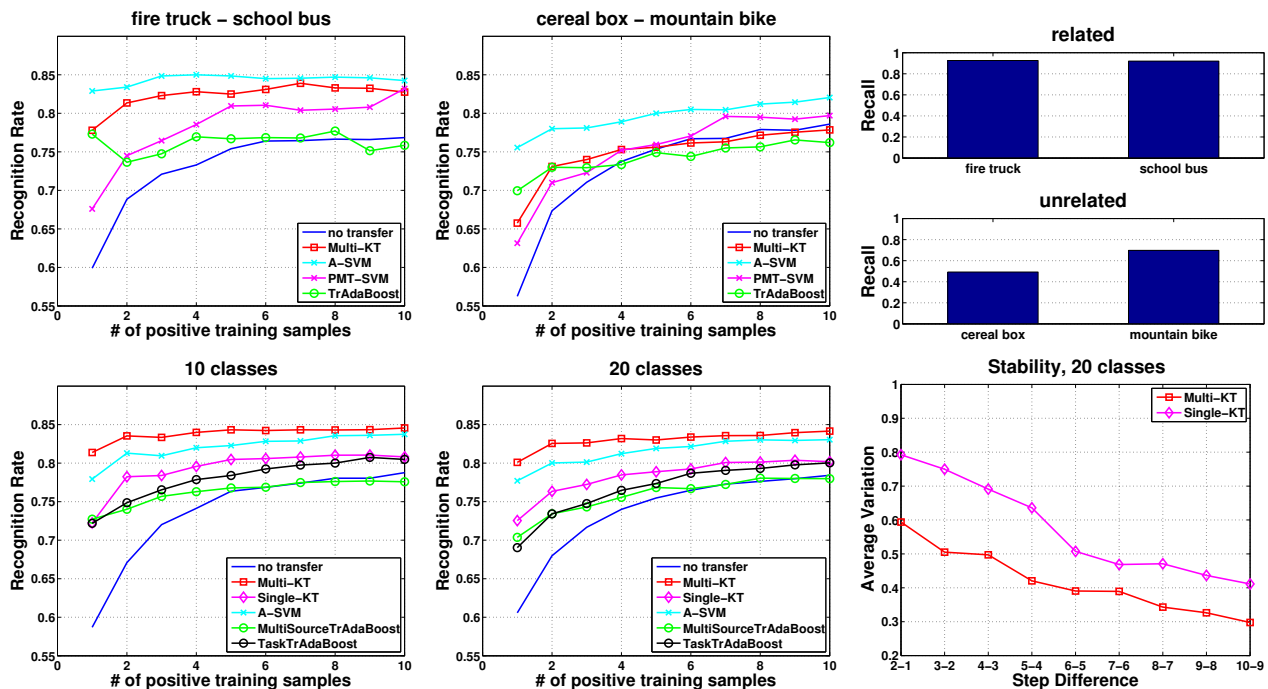 fire truck − school bus
0.85
0.8
0.75
0.7
0.65
0.6
0.55
0 2 4 6 8 10
Recognition Rate
# of positive training samples
no transfer
Multi−KT
A−SVM
PMT−SVM
TrAdaBoost
cereal box − mountain bike
0.85
0.8
0.75
0.7
0.65
0.6
0.55
0 2 4 6 8 10
Recognition Rate
# of positive training samples
no transfer
Multi−KT
A−SVM
PMT−SVM
TrAdaBoost
related
1
0.8
0.6
0.4
0.2
0
Recall
fire truck school bus
unrelated
1
0.8
0.6
0.4
0.2
0
Recall
cereal box mountain bike
10 classes
0.85
0.8
0.75
0.7
0.65
0.6
0.55
0 2 4 6 8 10
Recognition Rate
# of positive training samples
no transfer
Multi−KT
Single−KT
A−SVM
MultiSourceTrAdaBoost
TaskTrAdaBoost
20 classes
0.85
0.8
0.75
0.7
0.65
0.6
0.55
0 2 4 6 8 10
Recognition Rate
# of positive training samples
no transfer
Multi−KT
Single−KT
A−SVM
MultiSourceTrAdaBoost
TaskTrAdaBoost
Stability, 20 classes
1
0.9
0.8
0.7
0.6
0.5
0.4
0.3
0.2
Average Variation
2−1 3−2 4−3 5−4 6−5 7−6 8−7 9−8 10−9
Step Difference
Multi−KT
Single−KT